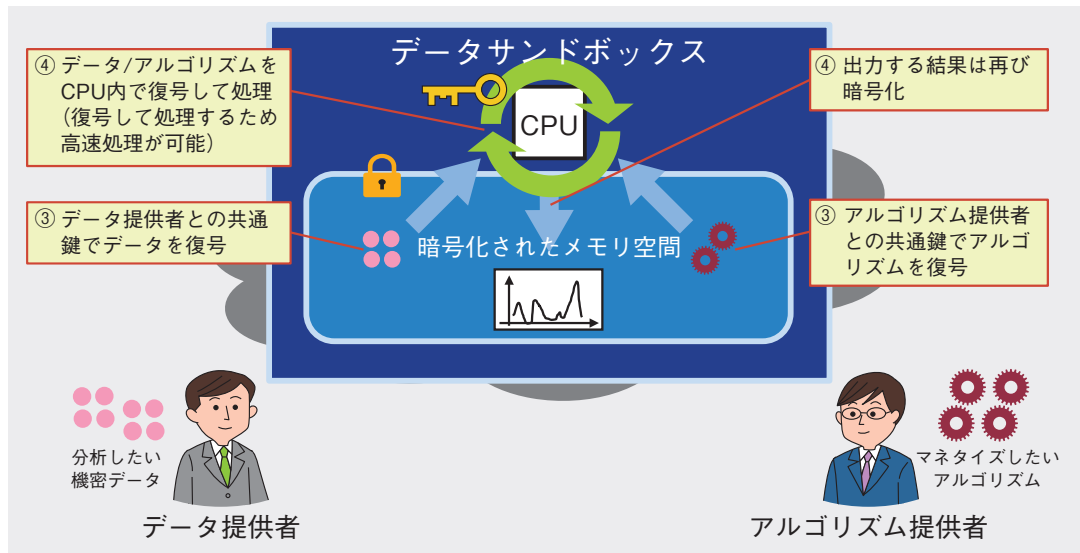 データサンドボックス
④ データ/アルゴリズムを
CPU内で復号して処理
（復号して処理するため
高速処理が可能）
④ 出力する結果は再び
暗号化
CPU
③ データ提供者との共通
鍵でデータを復号
③ アルゴリズム提供者
との共通鍵でアルゴ
リズムを復号
暗号化されたメモリ空間
分析したい
機密データ
データ提供者
マネタイズしたい
アルゴリズム
アルゴリズム提供者